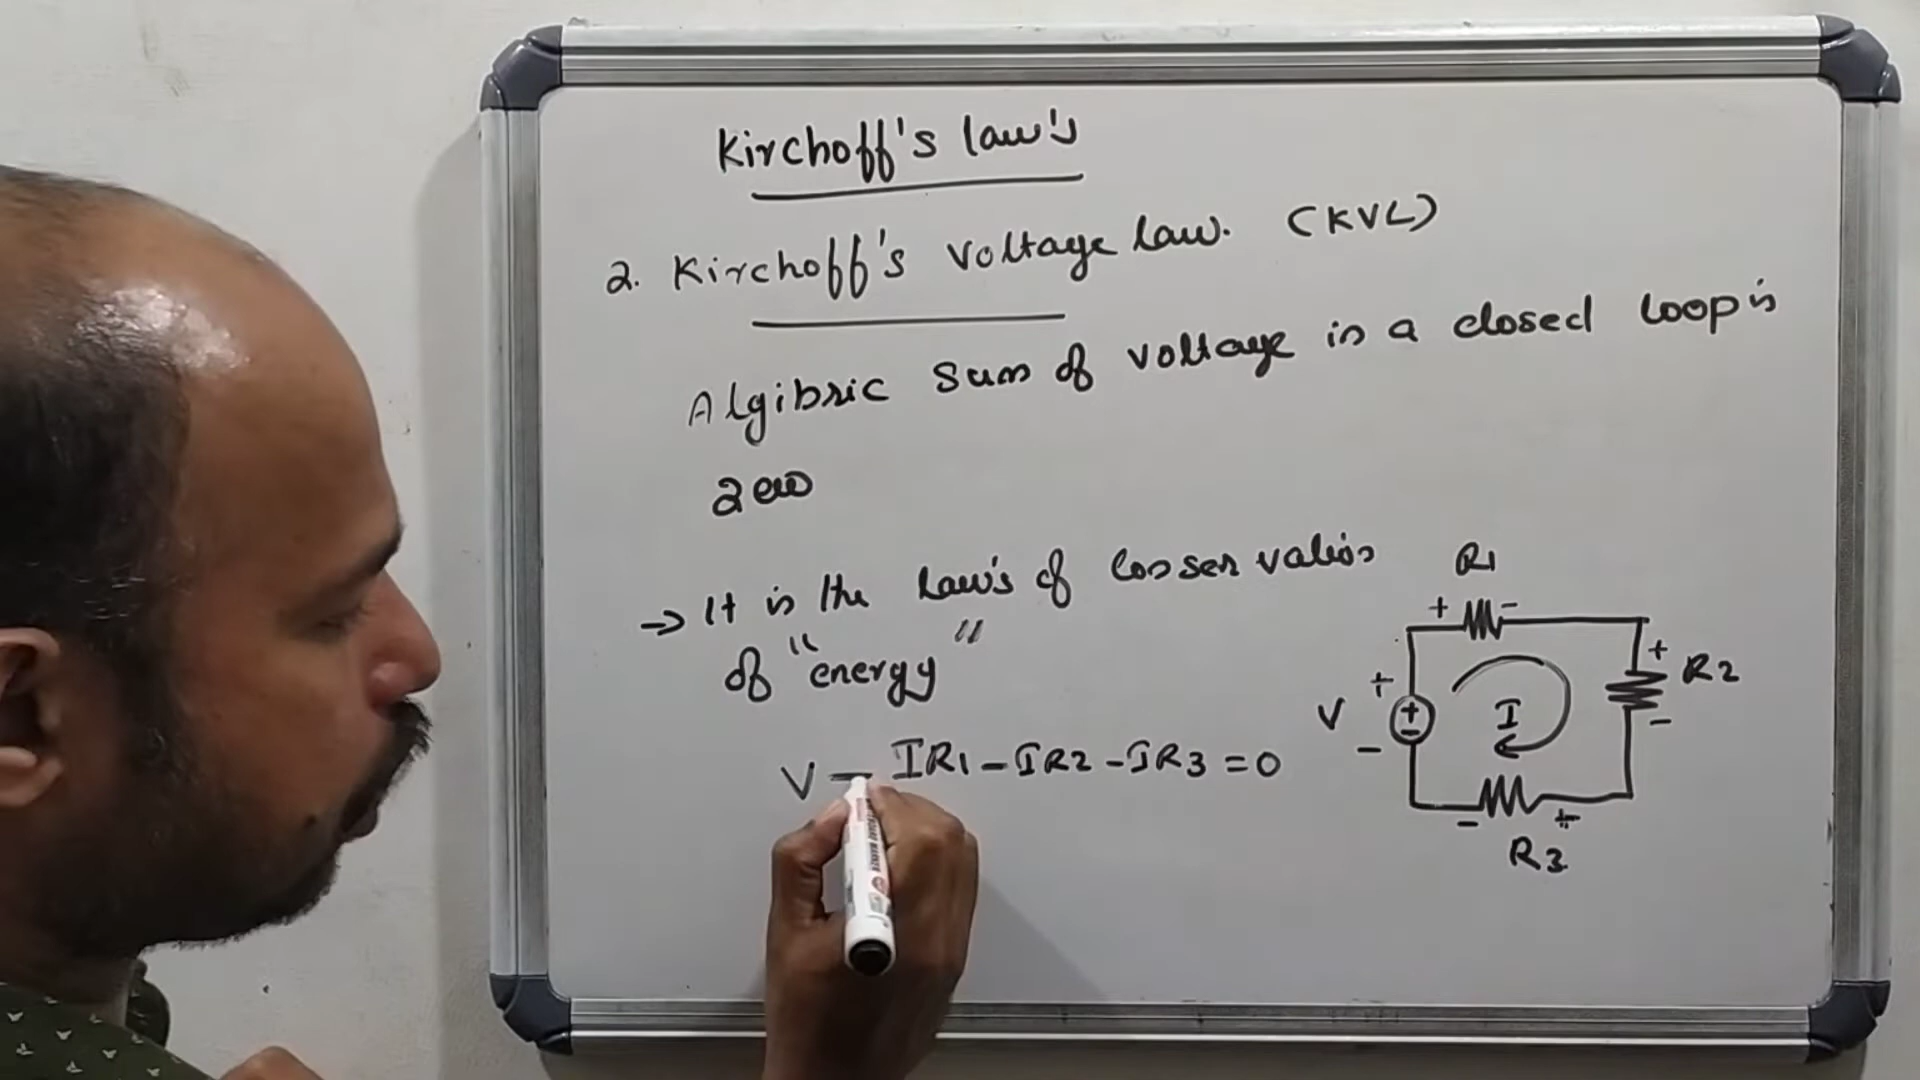 Kirchoff's law's
2. Kirchoff's Voltage law. (KVL)
Algibric sum of voltage in a closed loop is
zero
→ It is the law's of conservation
of "energy"
V - IR1 - IR2 - IR3 = 0
R1
+ -
+
R2
-
+
V
-
+
-
I
- +
R3